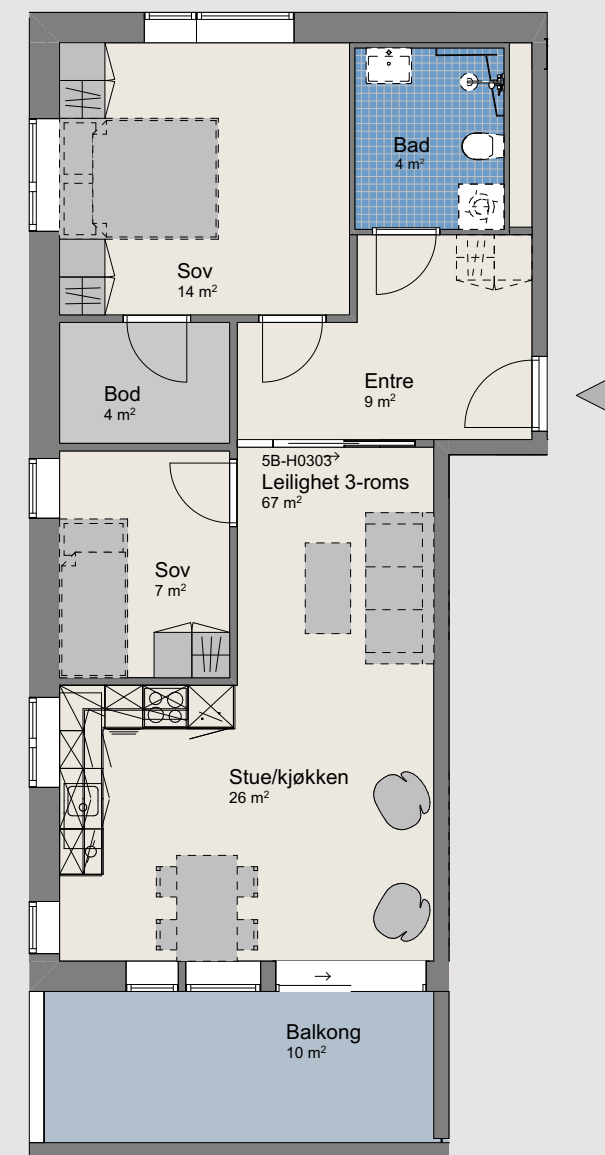 Bad
4 m²
Sov
14 m²
Entre
9 m²
Bod
4 m²
5B-H0303
Leilighet 3-roms
67 m²
Sov
7 m²
Stue/kjøkken
26 m²
Balkong
10 m²